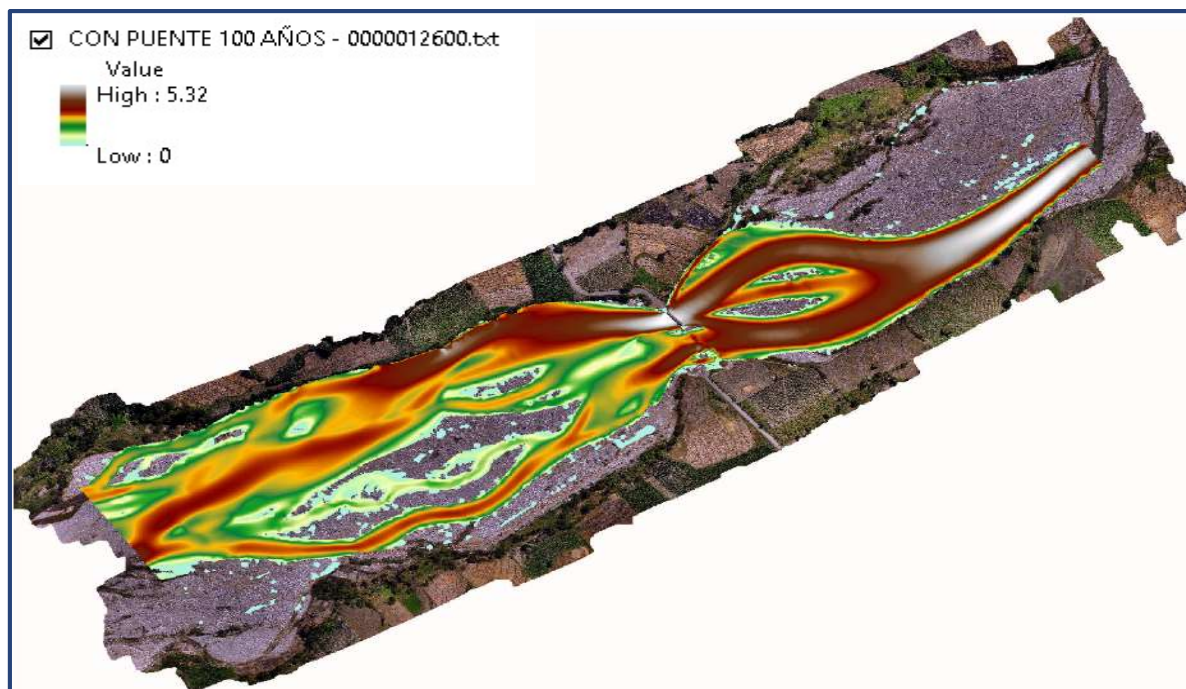 CON PUENTE 100 AÑOS - 0000012600.txt
Value
High : 5.32
Low : 0